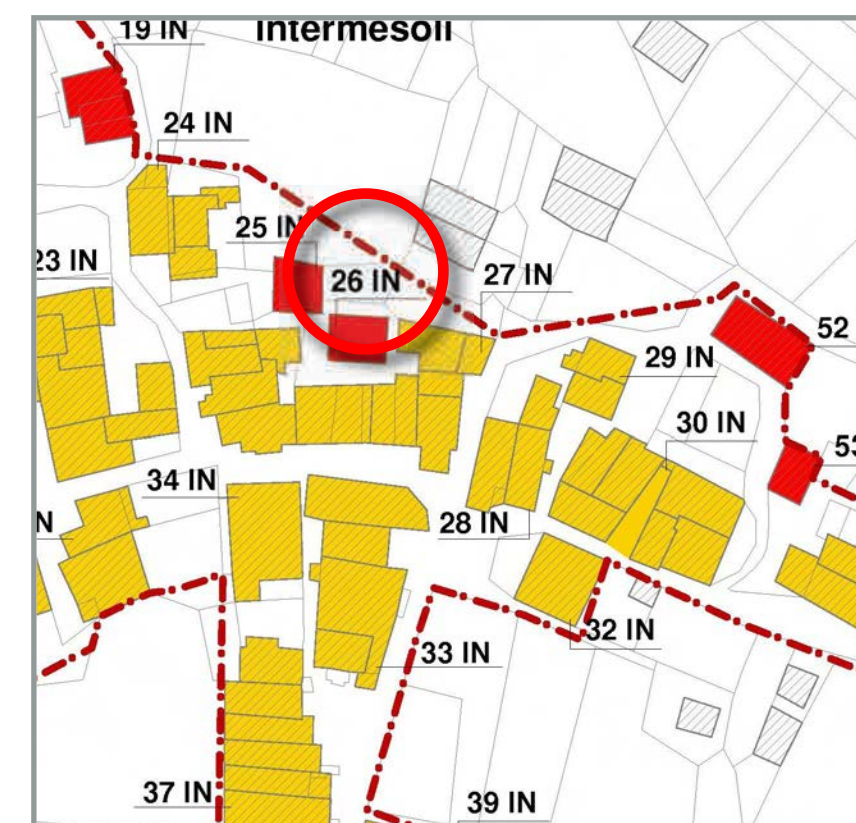 19 IN
Intermesoli
24 IN
25 IN
23 IN
26 IN
27 IN
52
29 IN
30 IN
53
34 IN
N
28 IN
32 IN
33 IN
37 IN
39 IN